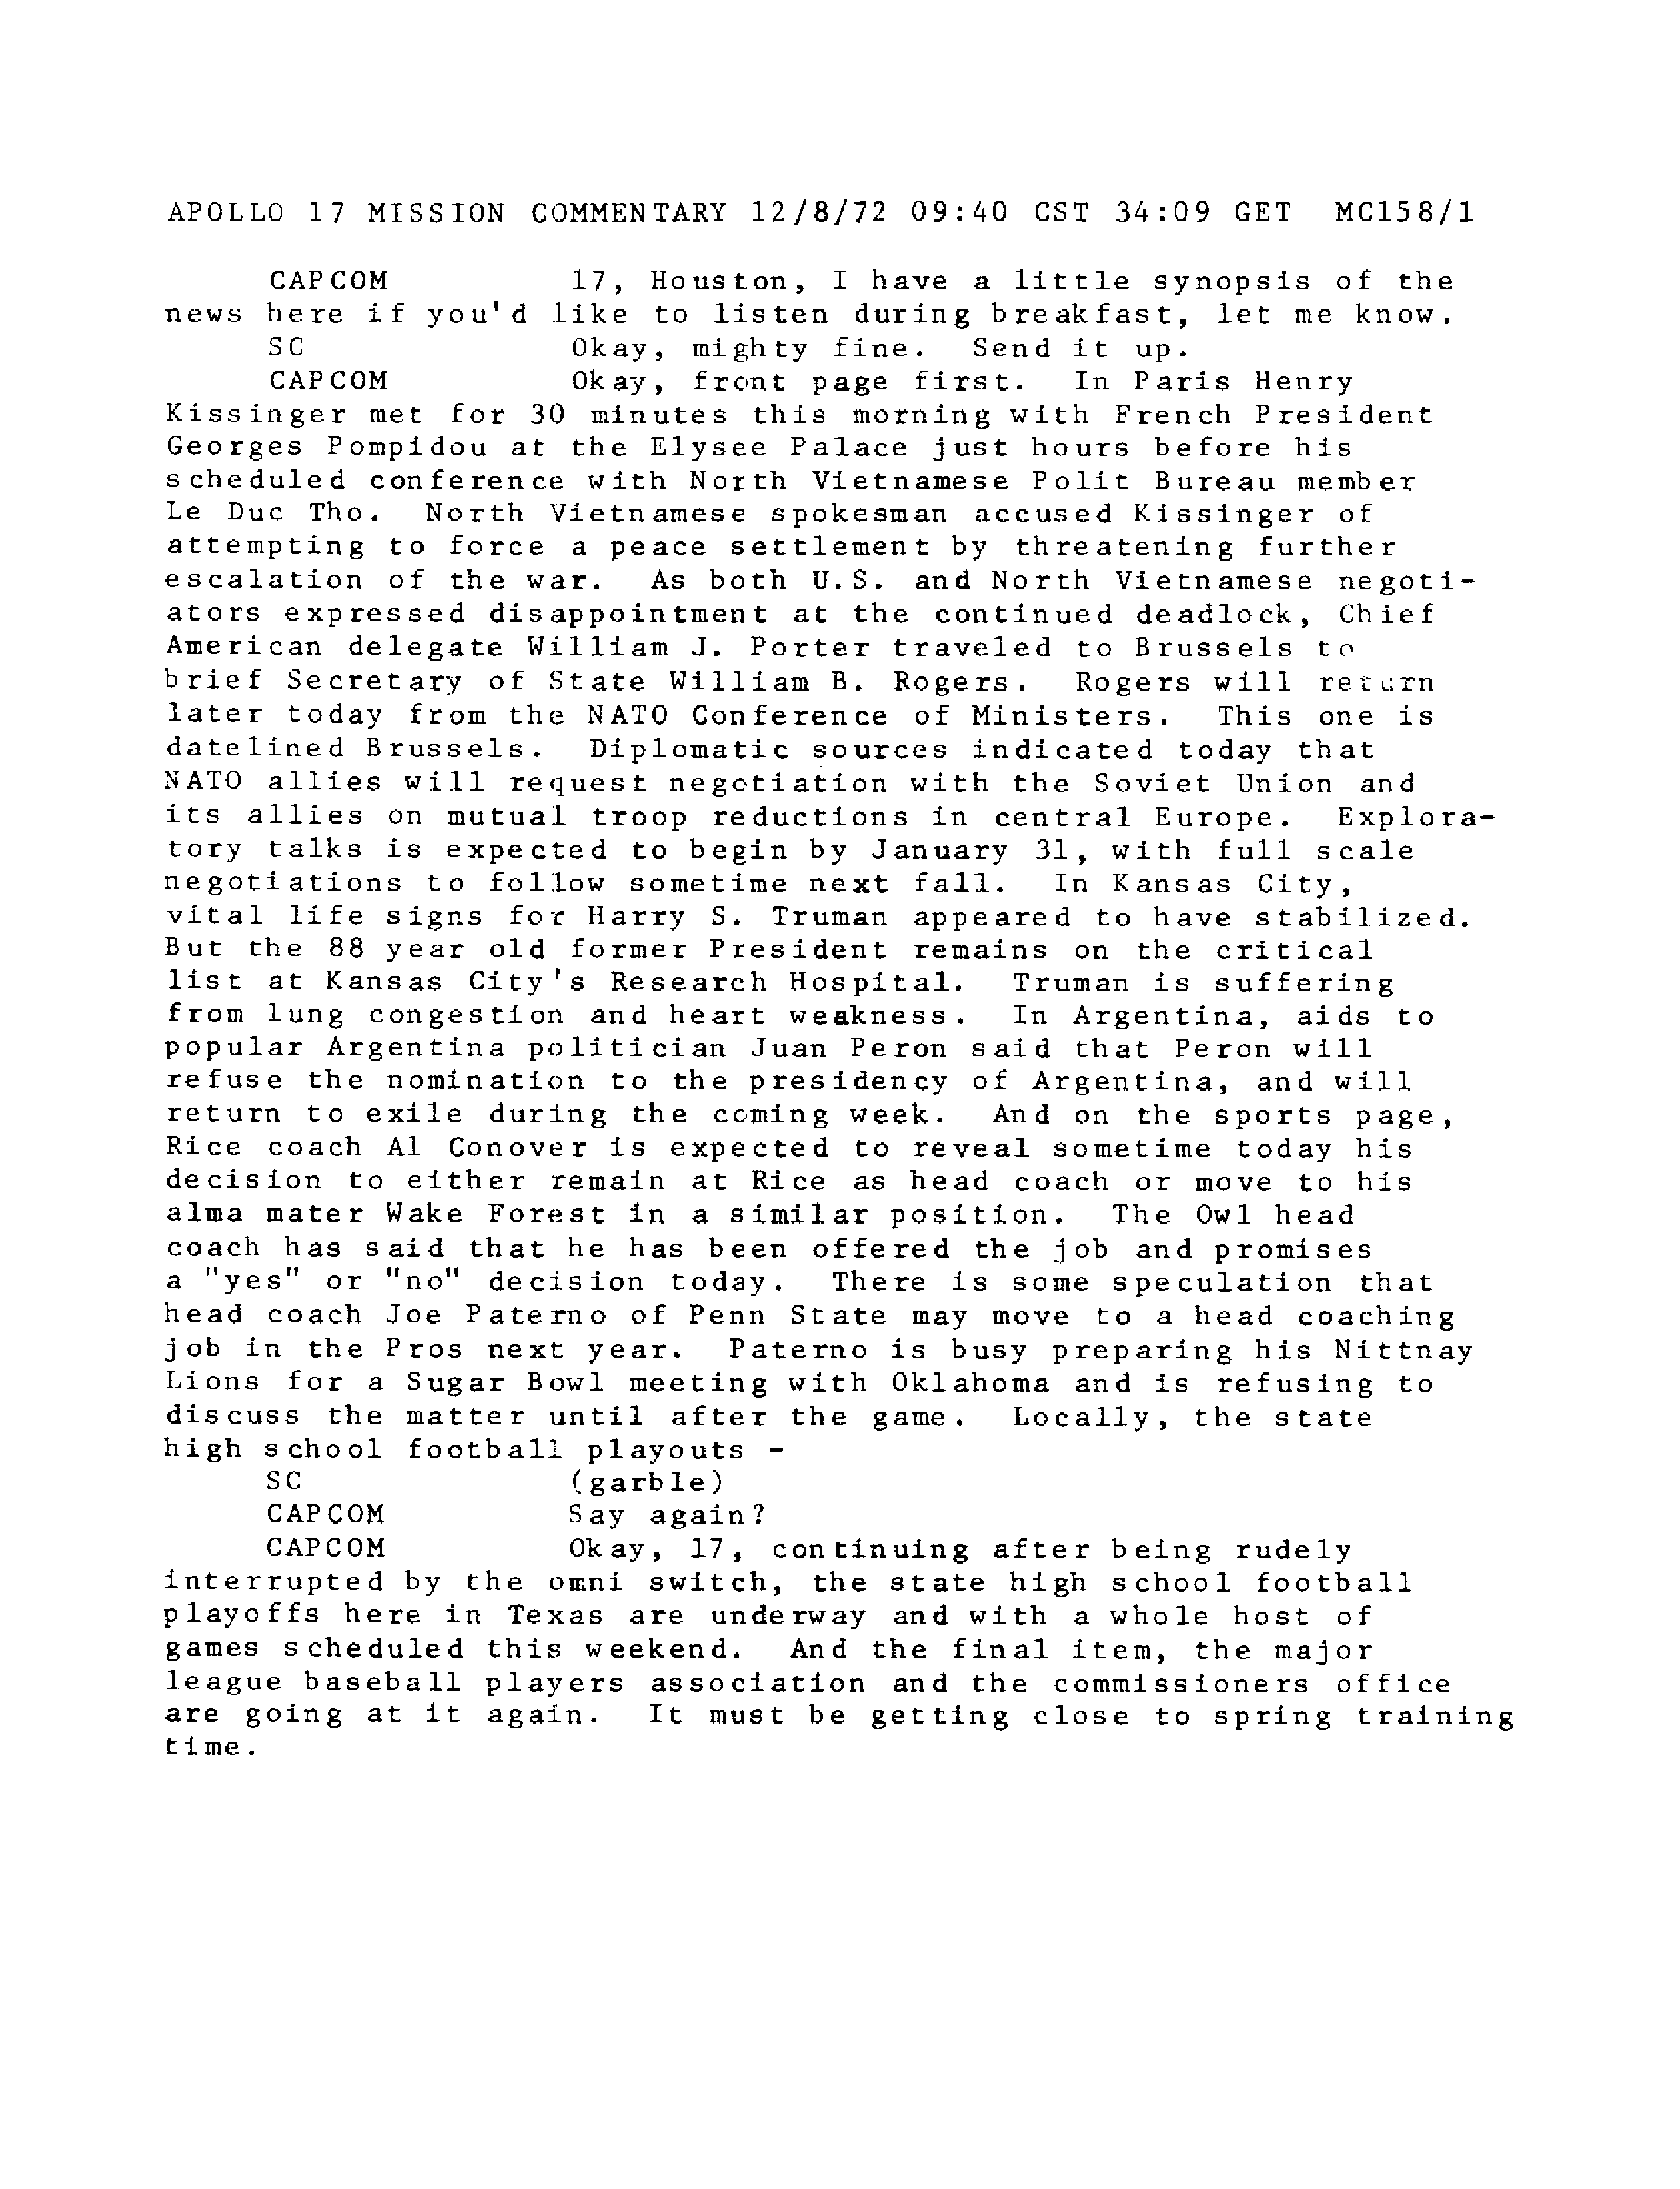 APOLLO 17 MISSION COMMENTARY 12/8/72 09:40 CST 34:09 GET MC158/1
CAPCOM 17, Houston, I have a little synopsis of the
news here if you'd like to listen during breakfast, let me know.
SC Okay, mighty fine. Send it up.
CAPCOM Okay, front page first. In Paris Henry
Kissinger met for 30 minutes this morning with French President
Georges Pompidou at the Elysee Palace just hours before his
scheduled conference with North Vietnamese Polit Bureau member
Le Duc Tho. North Vietnamese spokesman accused Kissinger of
attempting to force a peace settlement by threatening further
escalation of the war. As both U.S. and North Vietnamese negoti-
ators expressed disappointment at the continued deadlock, Chief
American delegate William J. Porter traveled to Brussels to
brief Secretary of State William B. Rogers. Rogers will return
later today from the NATO Conference of Ministers. This one is
datelined Brussels. Diplomatic sources indicated today that
NATO allies will request negotiation with the Soviet Union and
its allies on mutual troop reductions in central Europe. Explora-
tory talks is expected to begin by January 31, with full scale
negotiations to follow sometime next fall. In Kansas City,
vital life signs for Harry S. Truman appeared to have stabilized.
But the 88 year old former President remains on the critical
list at Kansas City's Research Hospital. Truman is suffering
from lung congestion and heart weakness. In Argentina, aids to
popular Argentina politician Juan Peron said that Peron will
refuse the nomination to the presidency of Argentina, and will
return to exile during the coming week. And on the sports page,
Rice coach Al Conover is expected to reveal sometime today his
decision to either remain at Rice as head coach or move to his
alma mater Wake Forest in a similar position. The Owl head
coach has said that he has been offered the job and promises
a "yes" or "no" decision today. There is some speculation that
head coach Joe Paterno of Penn State may move to a head coaching
job in the Pros next year. Paterno is busy preparing his Nittnay
Lions for a Sugar Bowl meeting with Oklahoma and is refusing to
discuss the matter until after the game. Locally, the state
high school football playouts -
SC (garble)
CAPCOM Say again?
CAPCOM Okay, 17, continuing after being rudely
interrupted by the omni switch, the state high school football
playoffs here in Texas are underway and with a whole host of
games scheduled this weekend. And the final item, the major
league baseball players association and the commissioners office
are going at it again. It must be getting close to spring training
time.